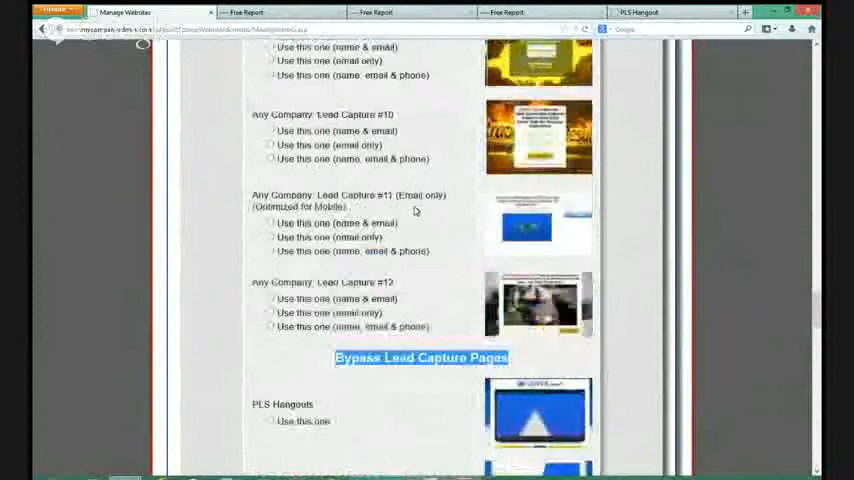 Manage Websites
Free Report
Free Report
Free Report
PLS Hangout
Google
Use this one (name & email)
Use this one (email only)
Use this one (name, email & phone)
Any Company: Lead Capture #10
Use this one (name & email)
Use this one (email only)
Use this one (name, email & phone)
Any Company: Lead Capture #11 (Email only)
(Optimized for Mobile)
Use this one (name & email)
Use this one (email only)
Use this one (name, email & phone)
Any Company: Lead Capture #12
Use this one (name & email)
Use this one (email only)
Use this one (name, email & phone)
Bypass Lead Capture Pages
PLS Hangouts
Use this one